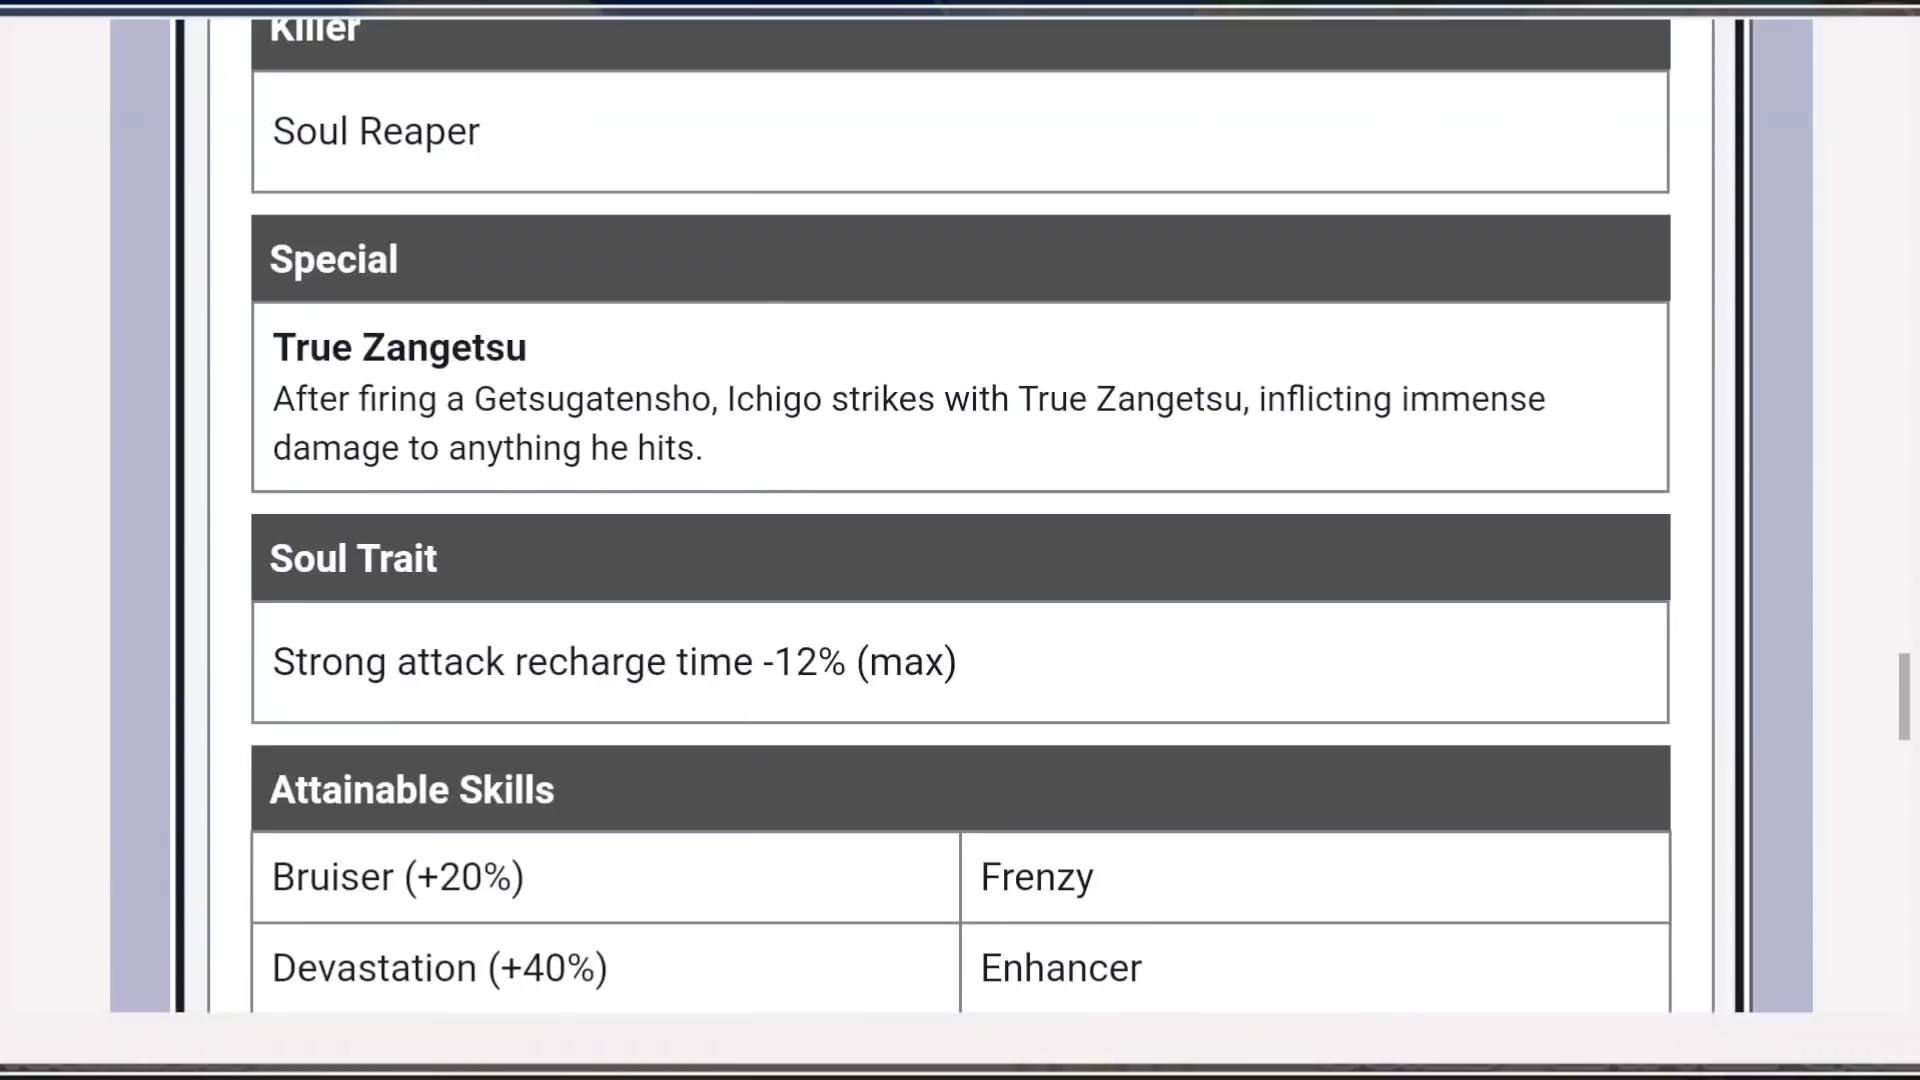 Killer
Soul Reaper
Special
True Zangetsu
After firing a Getsugatensho, Ichigo strikes with True Zangetsu, inflicting immense
damage to anything he hits.
Soul Trait
Strong attack recharge time -12% (max)
Attainable Skills
Bruiser (+20%)
Frenzy
Devastation (+40%)
Enhancer